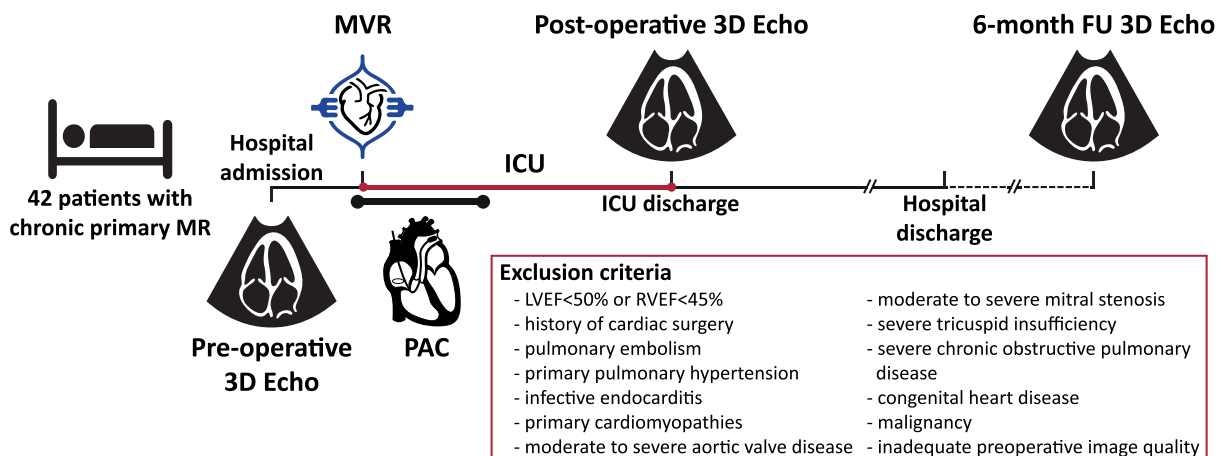 MVR
Post-operative 3D Echo
6-month FU 3D Echo
Hospital
admission
ICU
42 patients with
chronic primary MR
ICU discharge
Hospital
discharge
Pre-operative
3D Echo
PAC
Exclusion criteria
- LVEF<50% or RVEF<45%
- history of cardiac surgery
- pulmonary embolism
- primary pulmonary hypertension
- infective endocarditis
- primary cardiomyopathies
- moderate to severe aortic valve disease
- moderate to severe mitral stenosis
- severe tricuspid insufficiency
- severe chronic obstructive pulmonary
disease
- congenital heart disease
- malignancy
- inadequate preoperative image quality